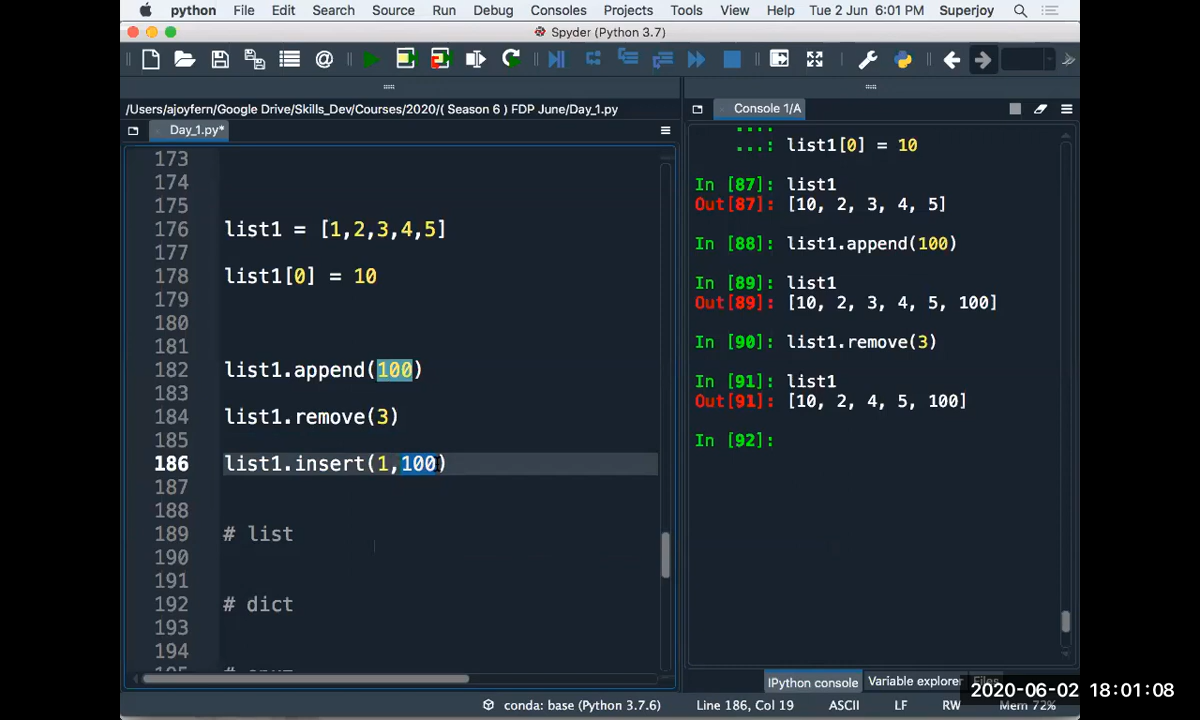 python File Edit Search Source Run Debug Consoles Projects Tools View Help Tue 2 Jun 6:01 PM Superjoy
Spyder (Python 3.7)
/Users/ajoyfern/Google Drive/Skills_Dev/Courses/2020/( Season 6 ) FDP June/Day_1.py
Day_1.py*
173
174
175
176 list1 = [1,2,3,4,5]
177
178 list1[0] = 10
179
180
181
182 list1.append(100)
183
184 list1.remove(3)
185
186 list1.insert(1,100)
187
188
189 # list
190
191
192 # dict
193
194
Console 1/A
....
...: list1[0] = 10
In [87]: list1
Out[87]: [10, 2, 3, 4, 5]
In [88]: list1.append(100)
In [89]: list1
Out[89]: [10, 2, 3, 4, 5, 100]
In [90]: list1.remove(3)
In [91]: list1
Out[91]: [10, 2, 4, 5, 100]
In [92]:
IPython console Variable explorer Files
conda: base (Python 3.7.6) Line 186, Col 19 ASCII LF RW Mem 72%
2020-06-02 18:01:08